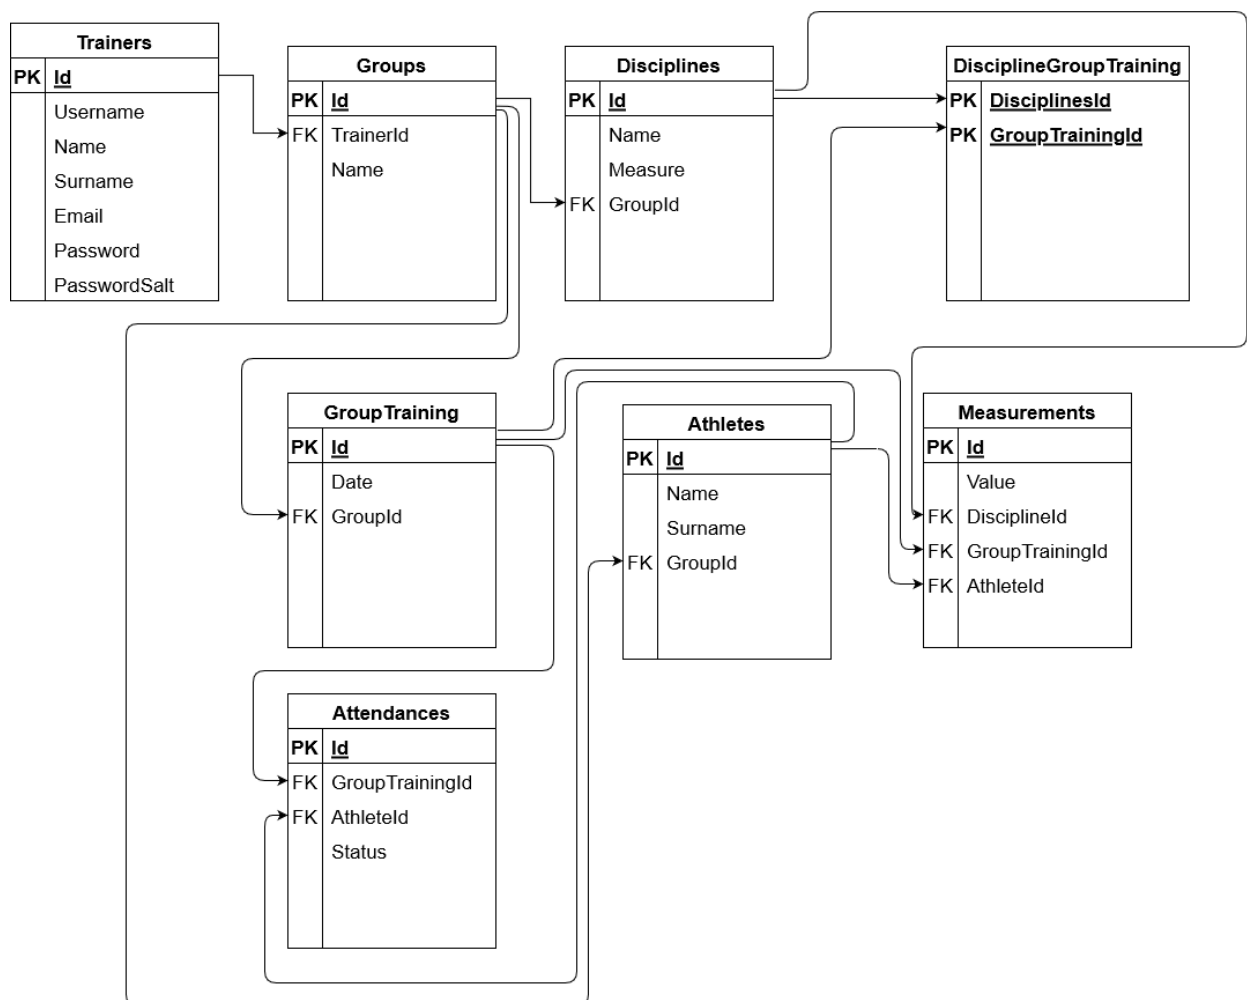 Trainers
PK Id
Username
Name
Surname
Email
Password
PasswordSalt
Groups
PK Id
FK TrainerId
Name
Disciplines
PK Id
Name
Measure
FK GroupId
DisciplineGroupTraining
PK DisciplinesId
PK GroupTrainingId
GroupTraining
PK Id
Date
FK GroupId
Athletes
PK Id
Name
Surname
FK GroupId
Measurements
PK Id
Value
FK DisciplineId
FK GroupTrainingId
FK AthleteId
Attendances
PK Id
FK GroupTrainingId
FK AthleteId
Status